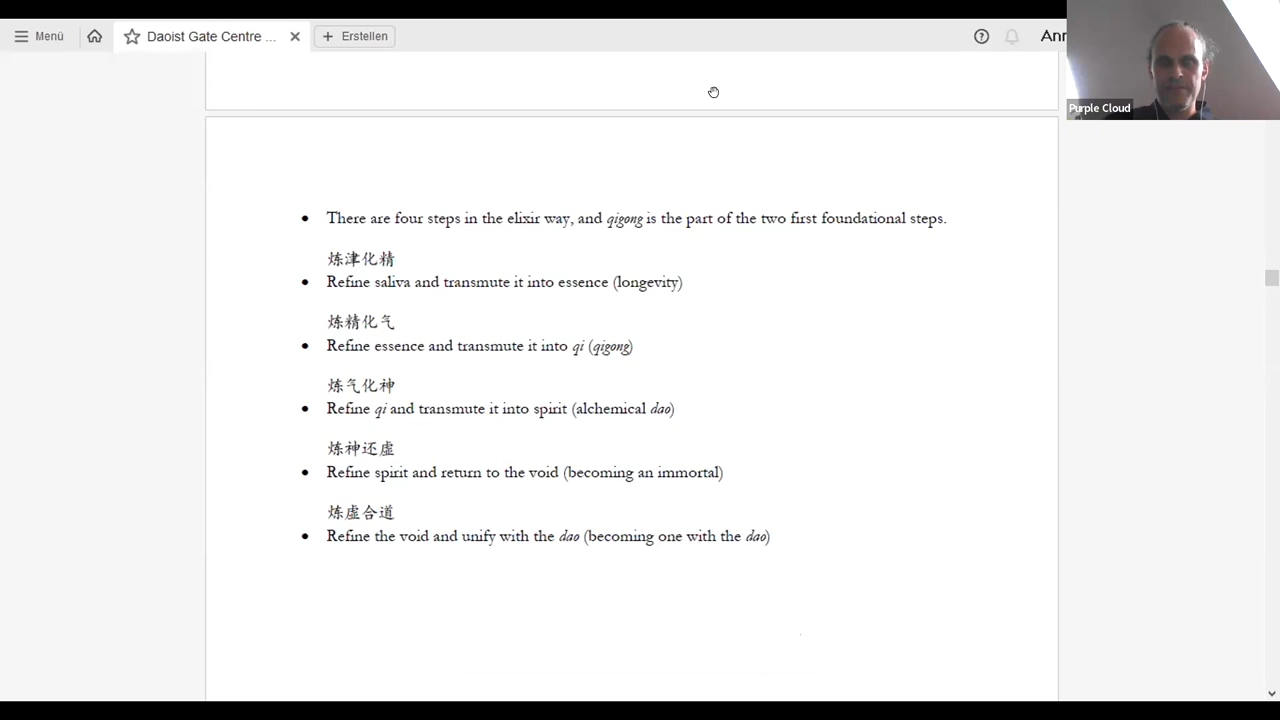 Menü
Daoist Gate Centre ...
Erstellen
Purple Cloud
• There are four steps in the elixir way, and qigong is the part of the two first foundational steps.
炼津化精
• Refine saliva and transmute it into essence (longevity)
炼精化气
• Refine essence and transmute it into qi (qigong)
炼气化神
• Refine qi and transmute it into spirit (alchemical dao)
炼神还虚
• Refine spirit and return to the void (becoming an immortal)
炼虚合道
• Refine the void and unify with the dao (becoming one with the dao)